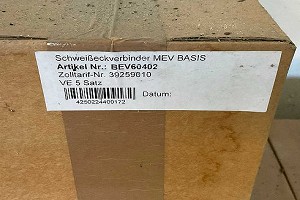 Schweißeckverbinder MEV BASIS
Artikel Nr.: BEV60402
Zolltarif-Nr. 39259010
VE 5 Satz
Datum:
4250224400172